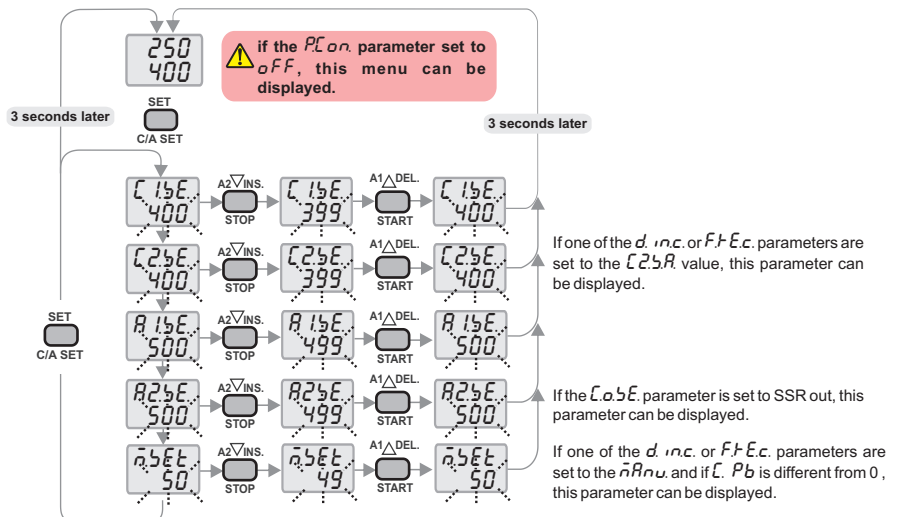 250
400
if the P.Con. parameter set to
oFF, this menu can be
displayed.
SET
C/A SET
3 seconds later
3 seconds later
C1.SE.
400
A2▽INS.
STOP
C1.SE.
399
A1△DEL.
START
C1.SE.
400
C2.SE.
400
A2▽INS.
STOP
C2.SE.
399
A1△DEL.
START
C2.SE.
400
If one of the d. in.c. or F.tE.c. parameters are
set to the C2.S.A. value, this parameter can
be displayed.
SET
C/A SET
A1.SE.
500
A2▽INS.
STOP
A1.SE.
499
A1△DEL.
START
A1.SE.
500
A2.SE.
500
A2▽INS.
STOP
A2.SE.
499
A1△DEL.
START
A2.SE.
500
If the C.o.SE. parameter is set to SSR out, this
parameter can be displayed.
m.SEt
50
A2▽INS.
STOP
m.SEt
49
A1△DEL.
START
m.SEt
50
If one of the d. in.c. or F.tE.c. parameters are
set to the mAnu. and if C. Pb is different from 0 ,
this parameter can be displayed.